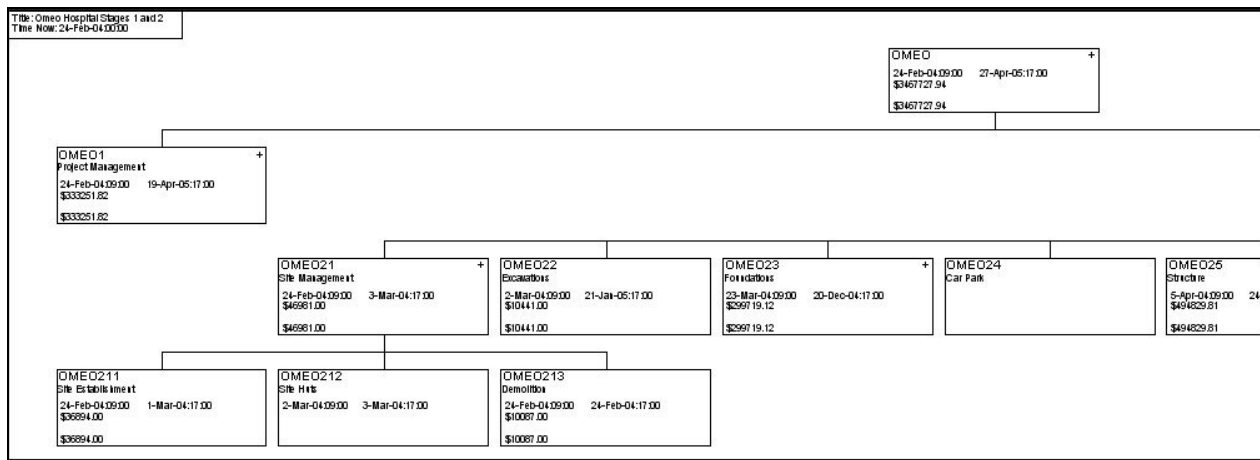 Title: Omeo Hospital Stages 1 and 2
Time Now: 24-Feb-04:00:00
OMEO +
24-Feb-04:09:00 27-Apr-05:17:00
$3467727.94
$3467727.94
OMEO1 +
Project Management
24-Feb-04:09:00 19-Apr-05:17:00
$333251.82
$333251.82
OMEO21 +
Site Management
24-Feb-04:09:00 3-Mar-04:17:00
$46981.00
$46981.00
OMEO22
Excavations
2-Mar-04:09:00 21-Jan-05:17:00
$10441.00
$10441.00
OMEO23 +
Foundations
23-Mar-04:09:00 20-Dec-04:17:00
$299719.12
$299719.12
OMEO24
Car Park
OMEO25
Structure
5-Apr-04:09:00 24
$494829.81
$494829.81
OMEO211
Site Establishment
24-Feb-04:09:00 1-Mar-04:17:00
$36894.00
$36894.00
OMEO212
Site Huts
2-Mar-04:09:00 3-Mar-04:17:00
OMEO213
Demolition
24-Feb-04:09:00 24-Feb-04:17:00
$10087.00
$10087.00